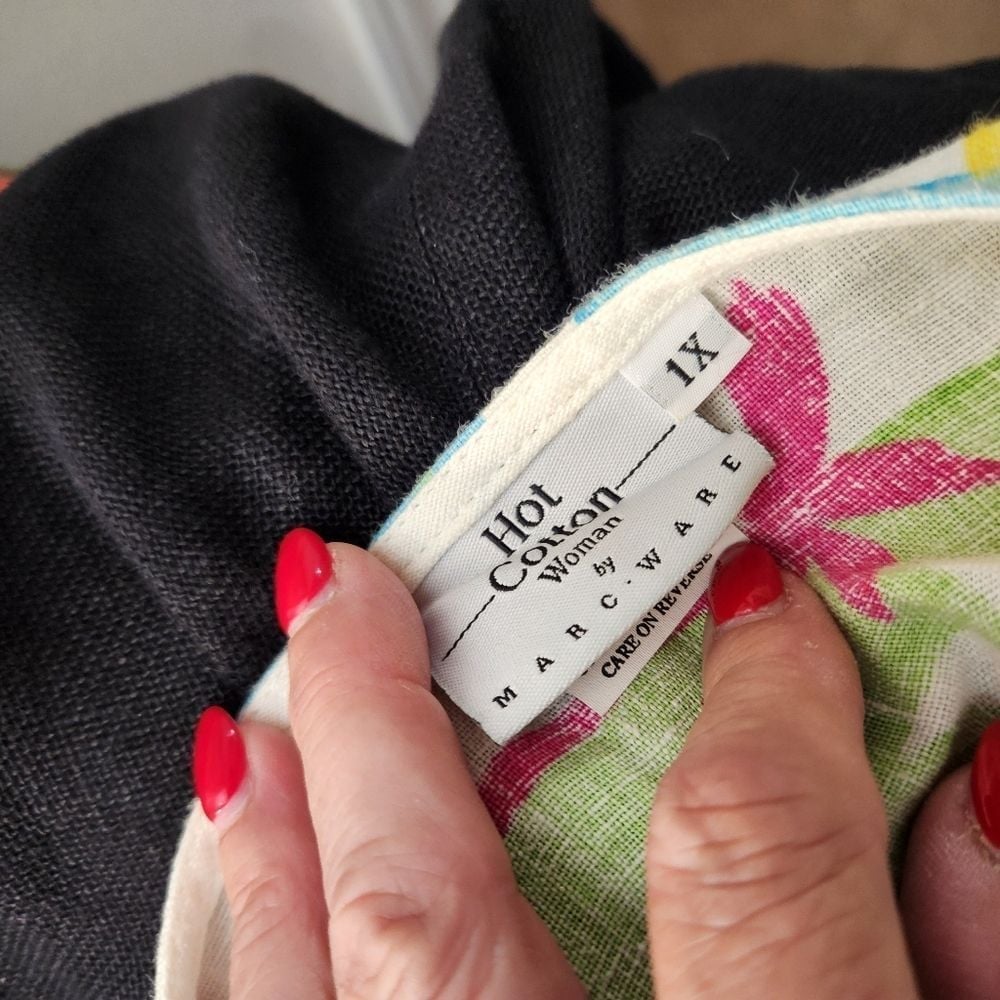 1X
Hot
Cotton
Woman
by
MARC·WARE
CARE ON REVERSE